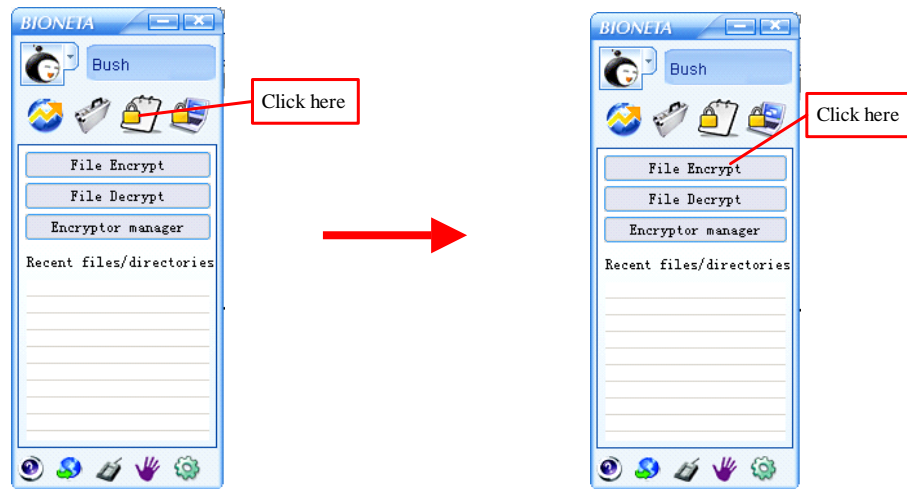 BIONETA
Bush
Click here
File Encrypt
File Decrypt
Encryptor manager
Recent files/directories
BIONETA
Bush
Click here
File Encrypt
File Decrypt
Encryptor manager
Recent files/directories